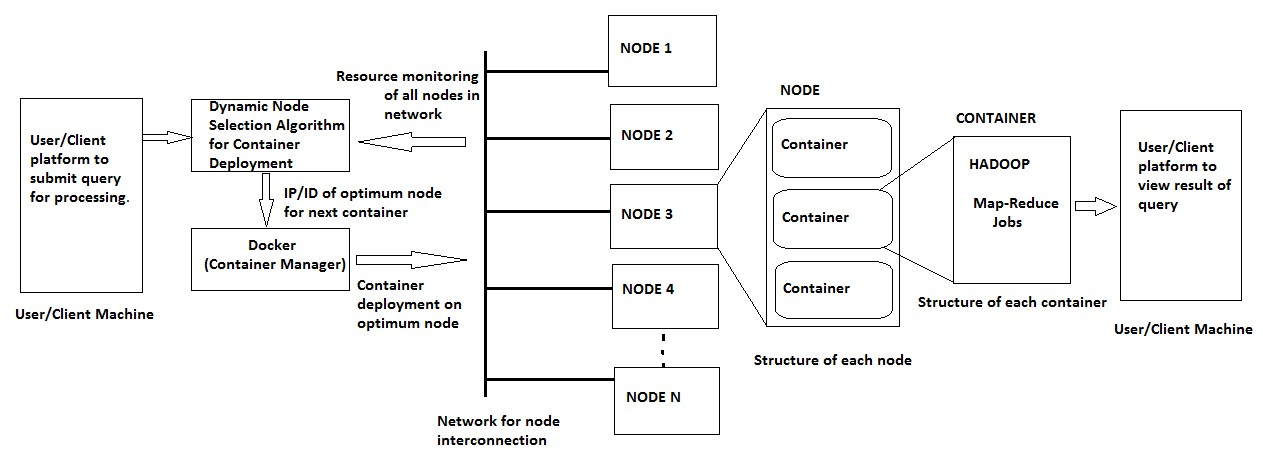 User/Client
platform to
submit query
for processing.
User/Client Machine
Dynamic Node
Selection Algorithm
for Container
Deployment
IP/ID of optimum node
for next container
Docker
(Container Manager)
Resource monitoring
of all nodes in
network
Container
deployment on
optimum node
Network for node
interconnection
NODE 1
NODE 2
NODE 3
NODE 4
NODE N
NODE
Container
Container
Container
Structure of each node
CONTAINER
HADOOP
Map-Reduce
Jobs
Structure of each container
User/Client
platform to
view result of
query
User/Client Machine